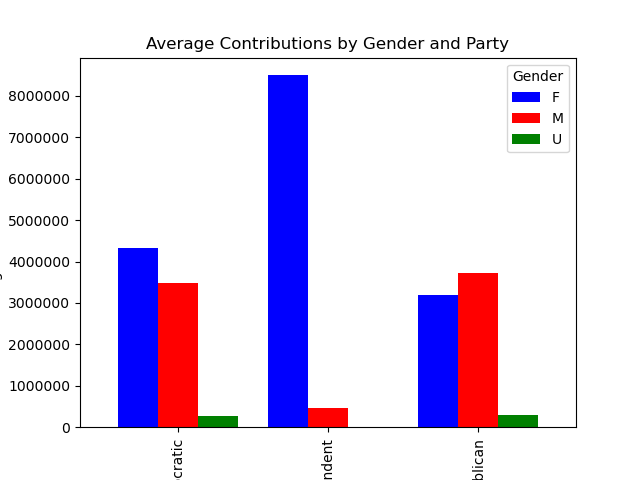 Average Contributions by Gender and Party
Gender
F
M
U
8000000
7000000
6000000
5000000
4000000
3000000
2000000
1000000
0
cratic
ndent
blican